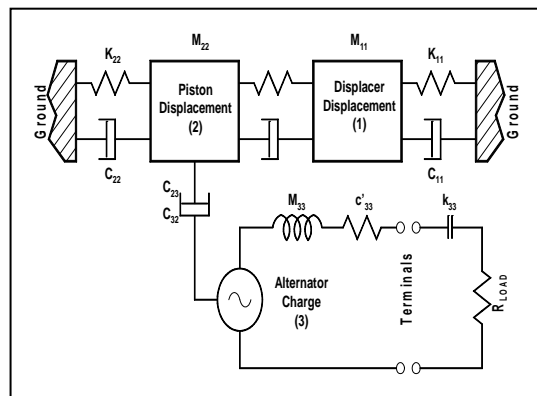 M22
M11
K22
K11
Ground
Piston
Displacement
(2)
Displacer
Displacement
(1)
Ground
C22
C11
C23
C32
M33
c'33
k33
Alternator
Charge
(3)
Terminals
RLOAD